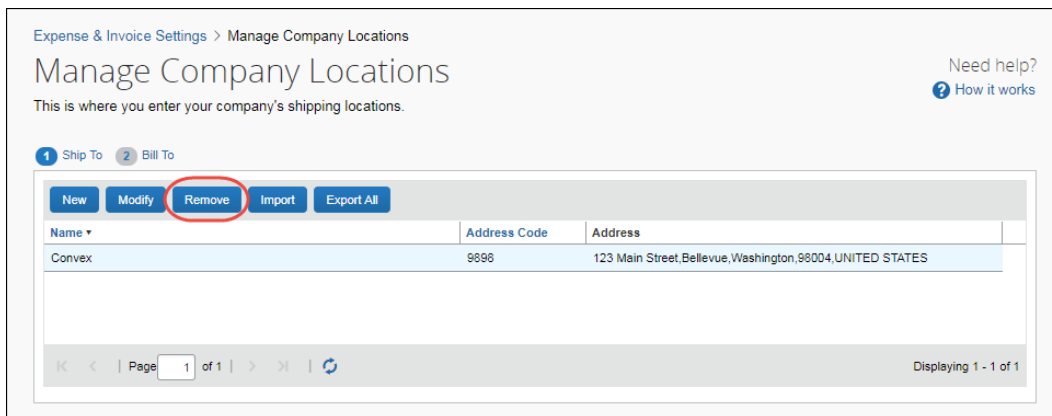 Expense & Invoice Settings > Manage Company Locations
Manage Company Locations
Need help?
? How it works
This is where you enter your company's shipping locations.
1 Ship To 2 Bill To
New Modify Remove Import Export All
Name Address Code Address
Convex 9898 123 Main Street,Bellevue,Washington,98004,UNITED STATES
Page 1 of 1 Displaying 1 - 1 of 1